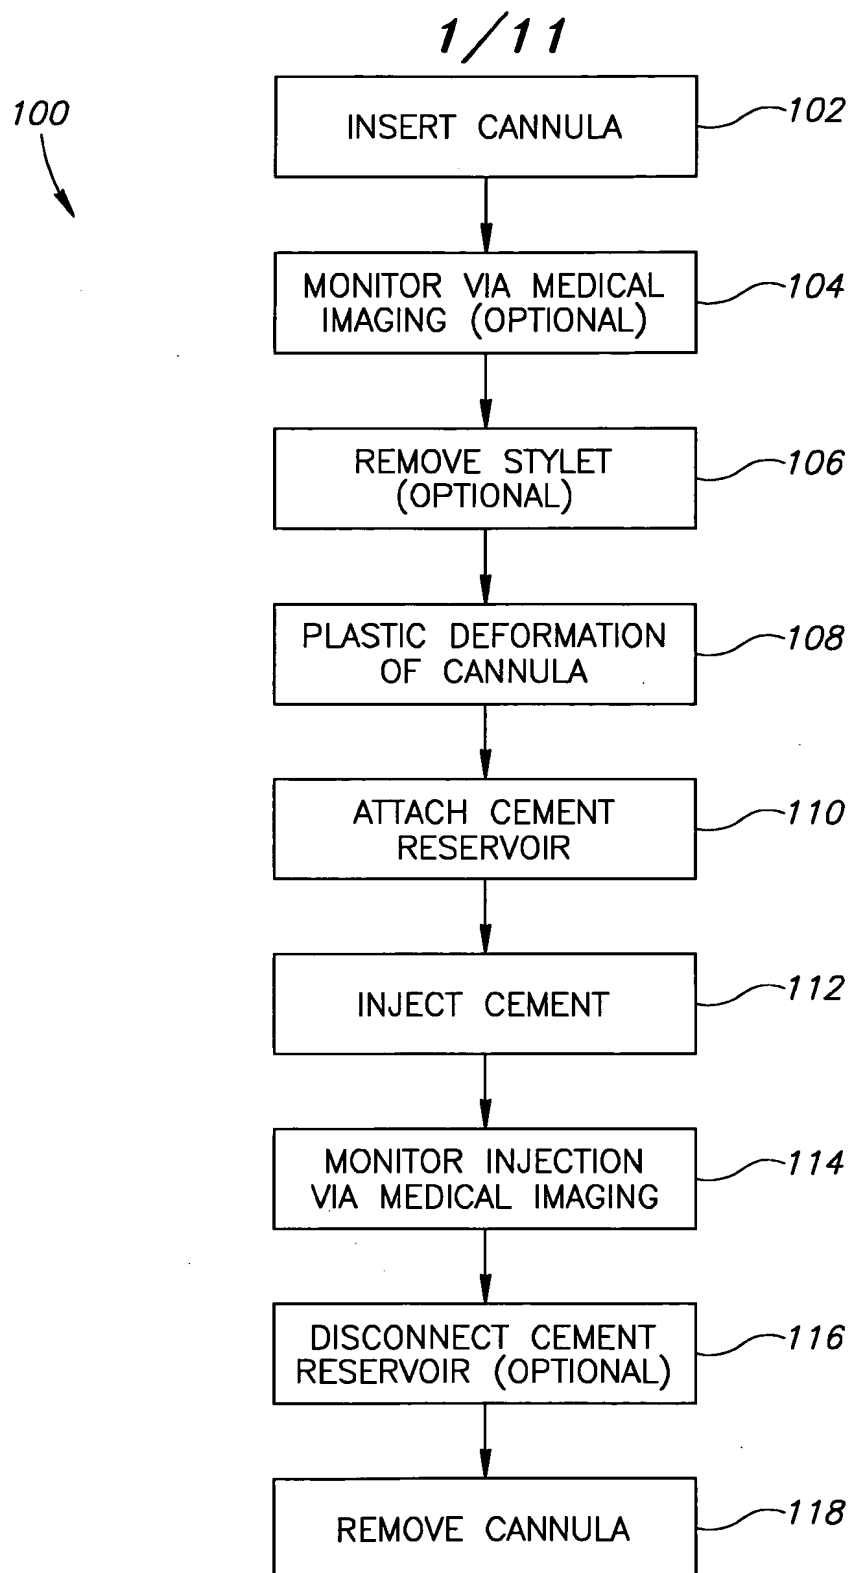 1/11
100
INSERT CANNULA
102
MONITOR VIA MEDICAL
IMAGING (OPTIONAL)
104
REMOVE STYLET
(OPTIONAL)
106
PLASTIC DEFORMATION
OF CANNULA
108
ATTACH CEMENT
RESERVOIR
110
INJECT CEMENT
112
MONITOR INJECTION
VIA MEDICAL IMAGING
114
DISCONNECT CEMENT
RESERVOIR (OPTIONAL)
116
REMOVE CANNULA
118